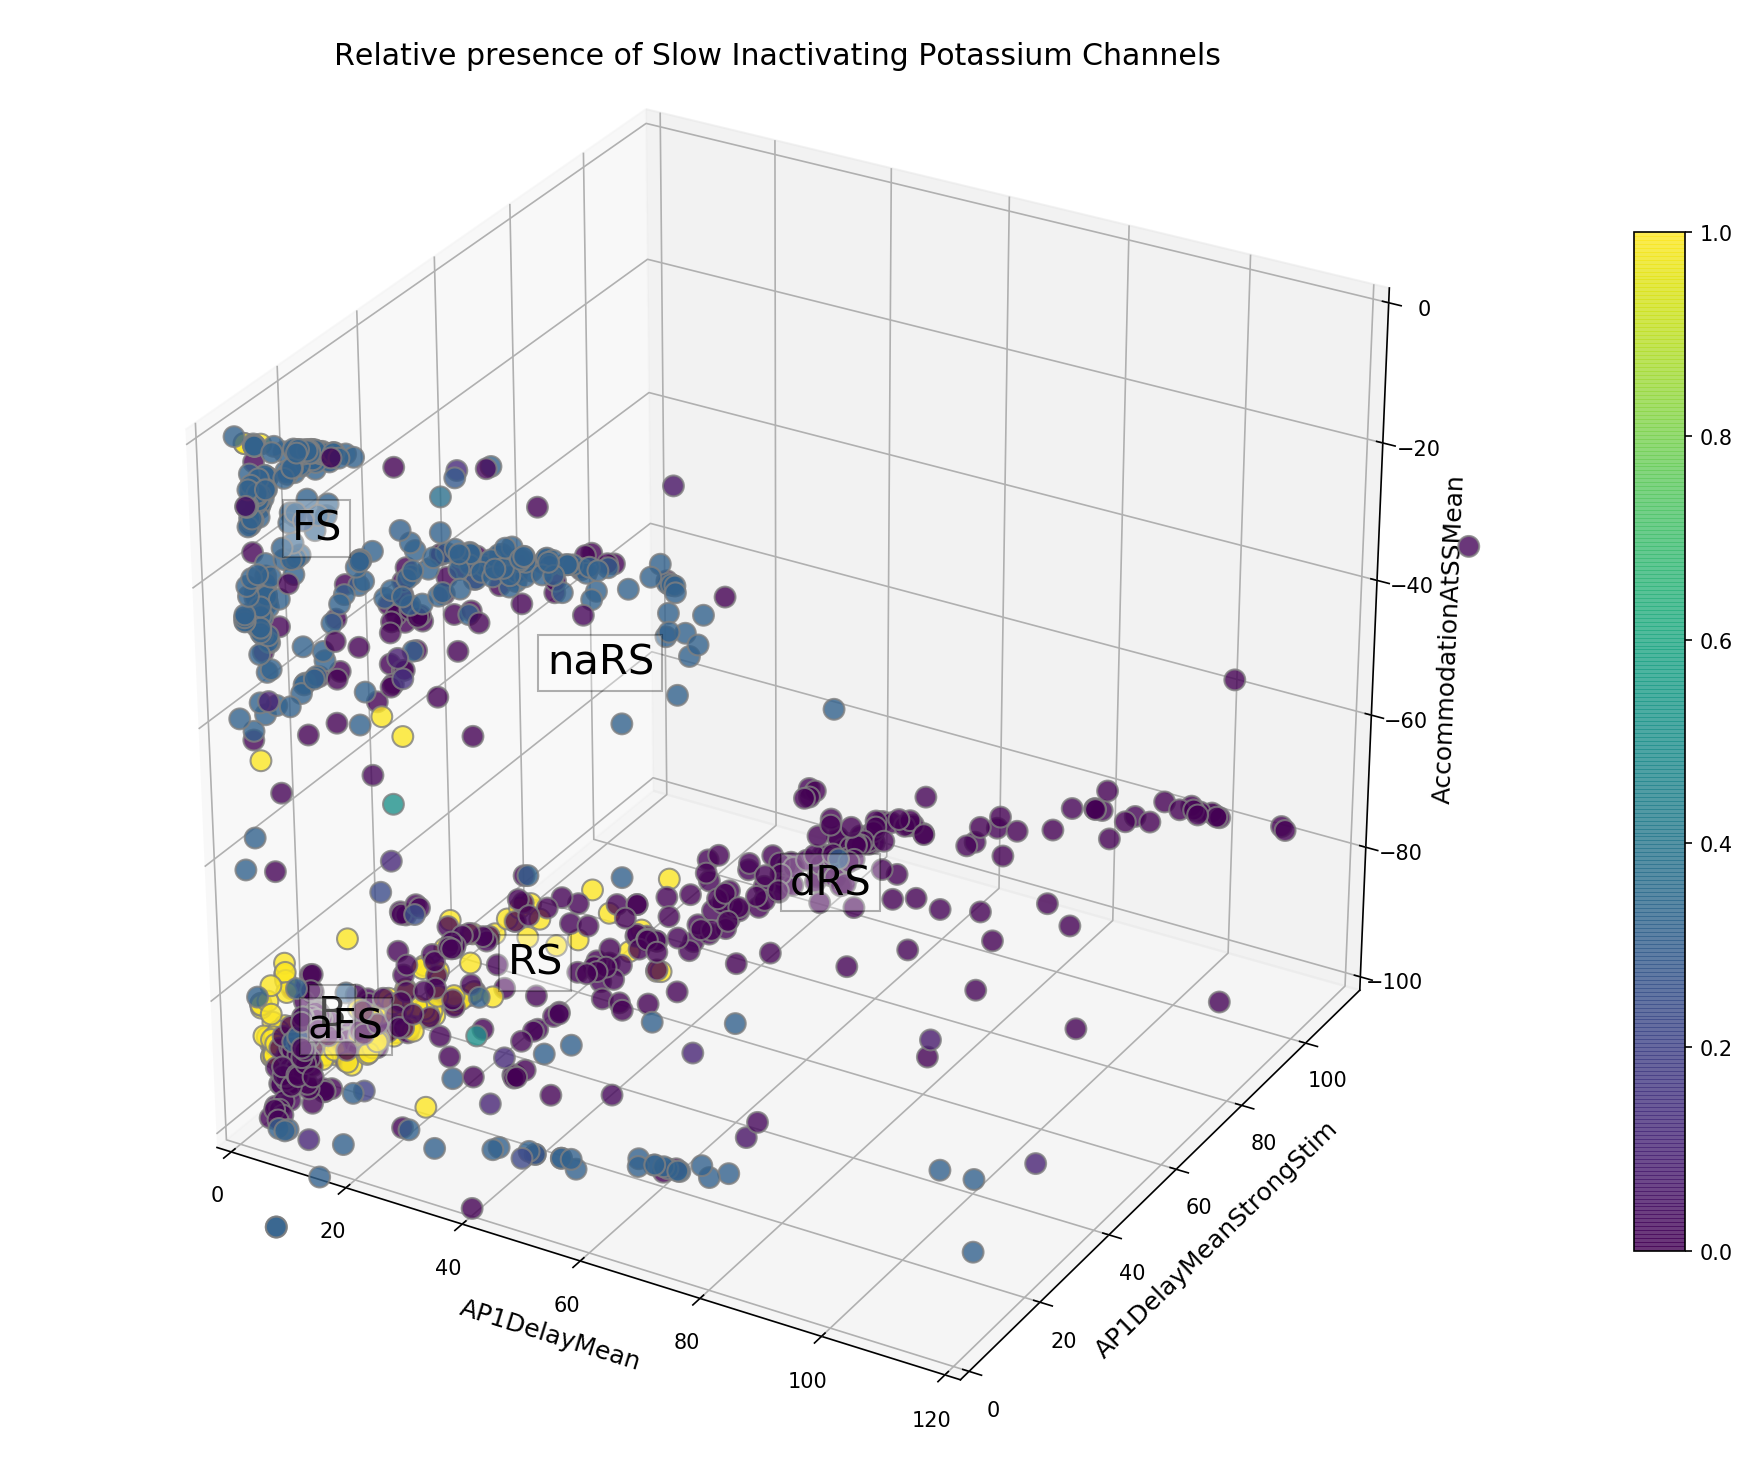 Relative presence of Slow Inactivating Potassium Channels
1.0
0.8
0.6
0.4
0.2
0.0
0
−20
−40
−60
−80
−100
AccommodationAtSSMean
FS
naRS
dRS
RS
aFS
0
20
40
60
80
100
120
AP1DelayMean
0
20
40
60
80
100
AP1DelayMeanStrongStim